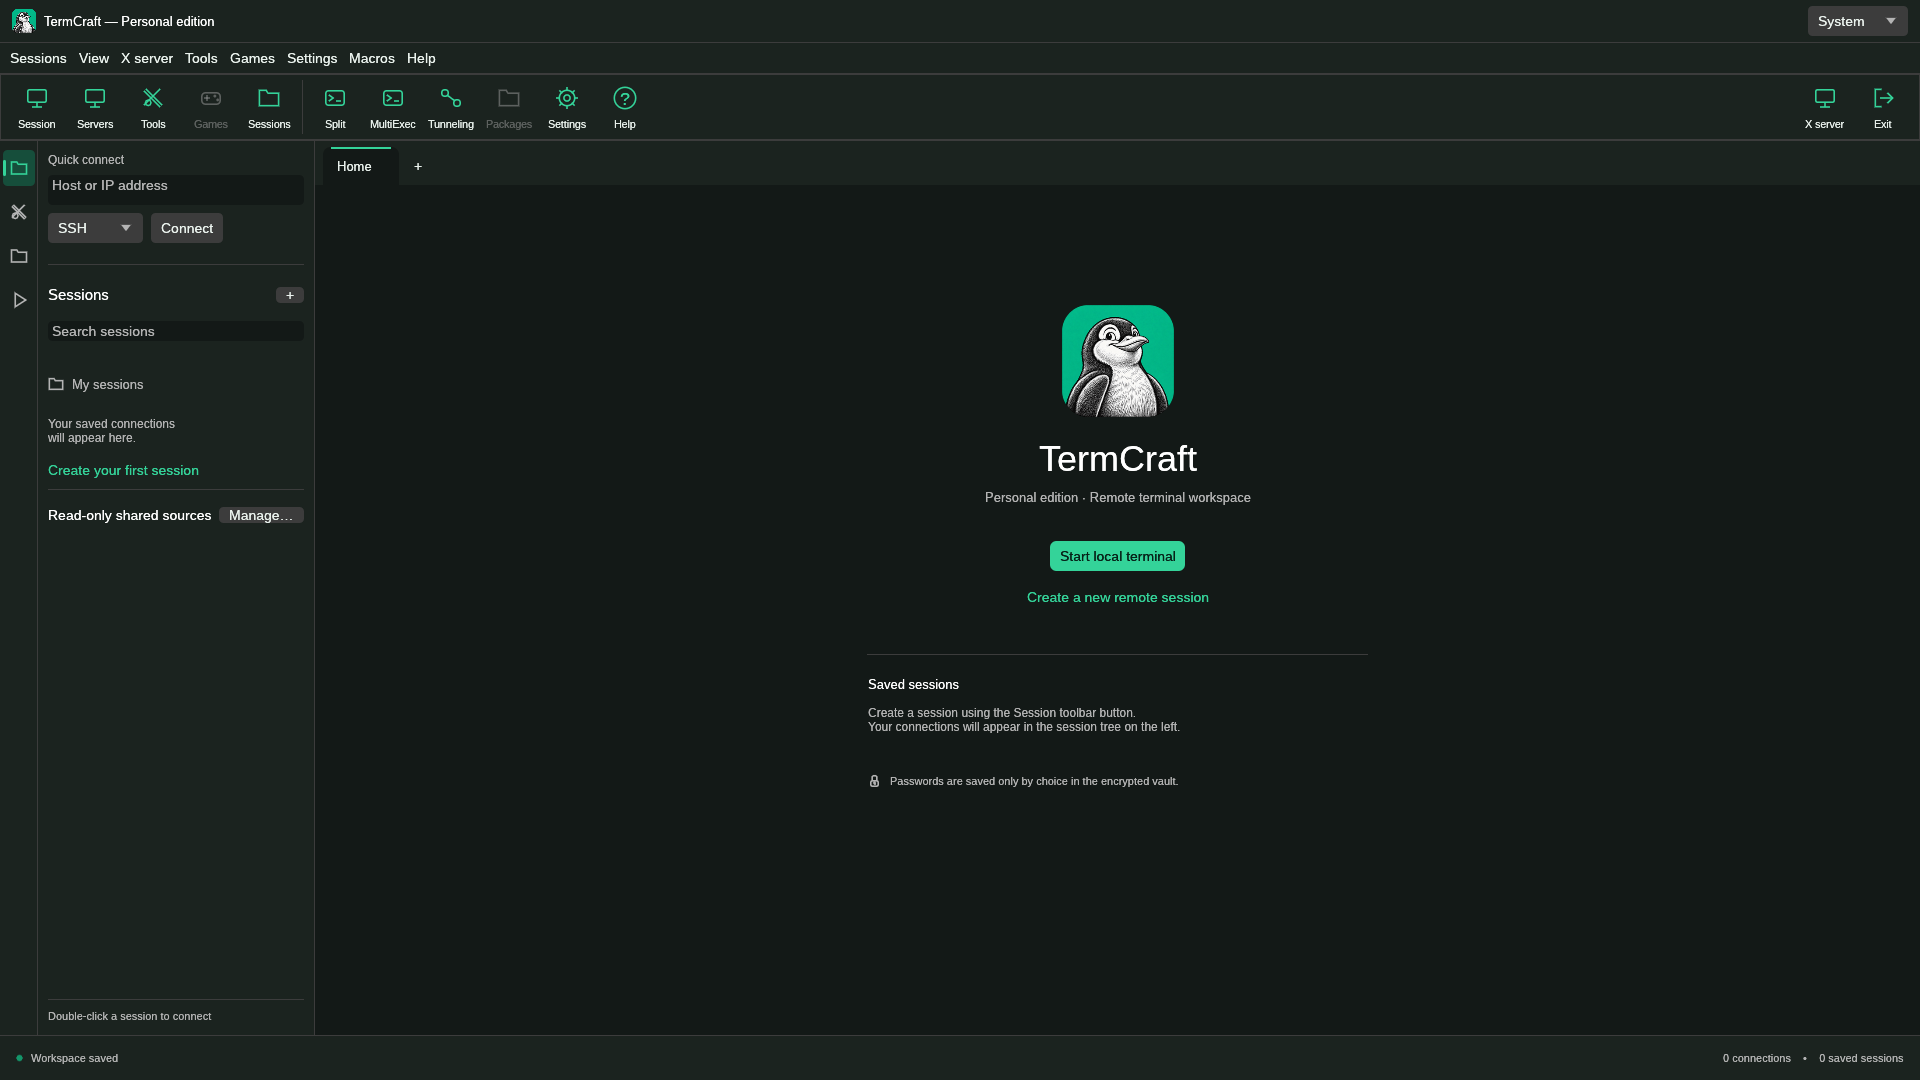 TermCraft — Personal edition
System
Sessions View X server Tools Games Settings Macros Help
Session Servers Tools Games Sessions Split MultiExec Tunneling Packages Settings Help X server Exit
Quick connect
Host or IP address
SSH Connect
Sessions +
Search sessions
My sessions
Your saved connections
will appear here.
Create your first session
Read-only shared sources Manage...
Double-click a session to connect
Home +
TermCraft
Personal edition · Remote terminal workspace
Start local terminal
Create a new remote session
Saved sessions
Create a session using the Session toolbar button.
Your connections will appear in the session tree on the left.
Passwords are saved only by choice in the encrypted vault.
Workspace saved
0 connections • 0 saved sessions